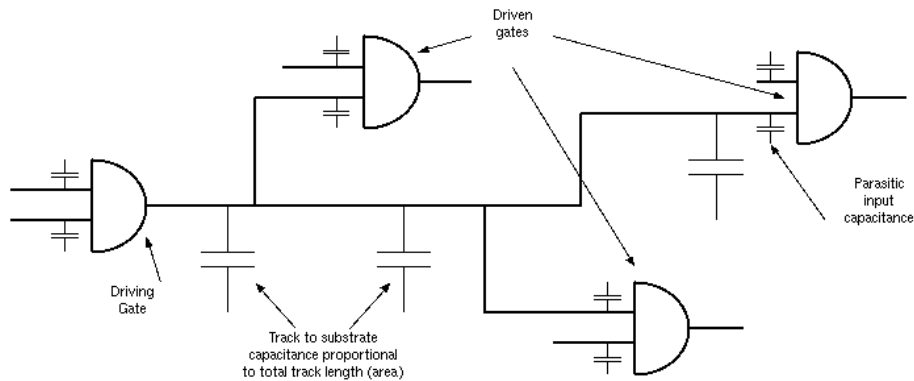 Driven
gates
Parasitic
input
capacitance
Driving
Gate
Track to substrate
capacitance proportional
to total track length (area)